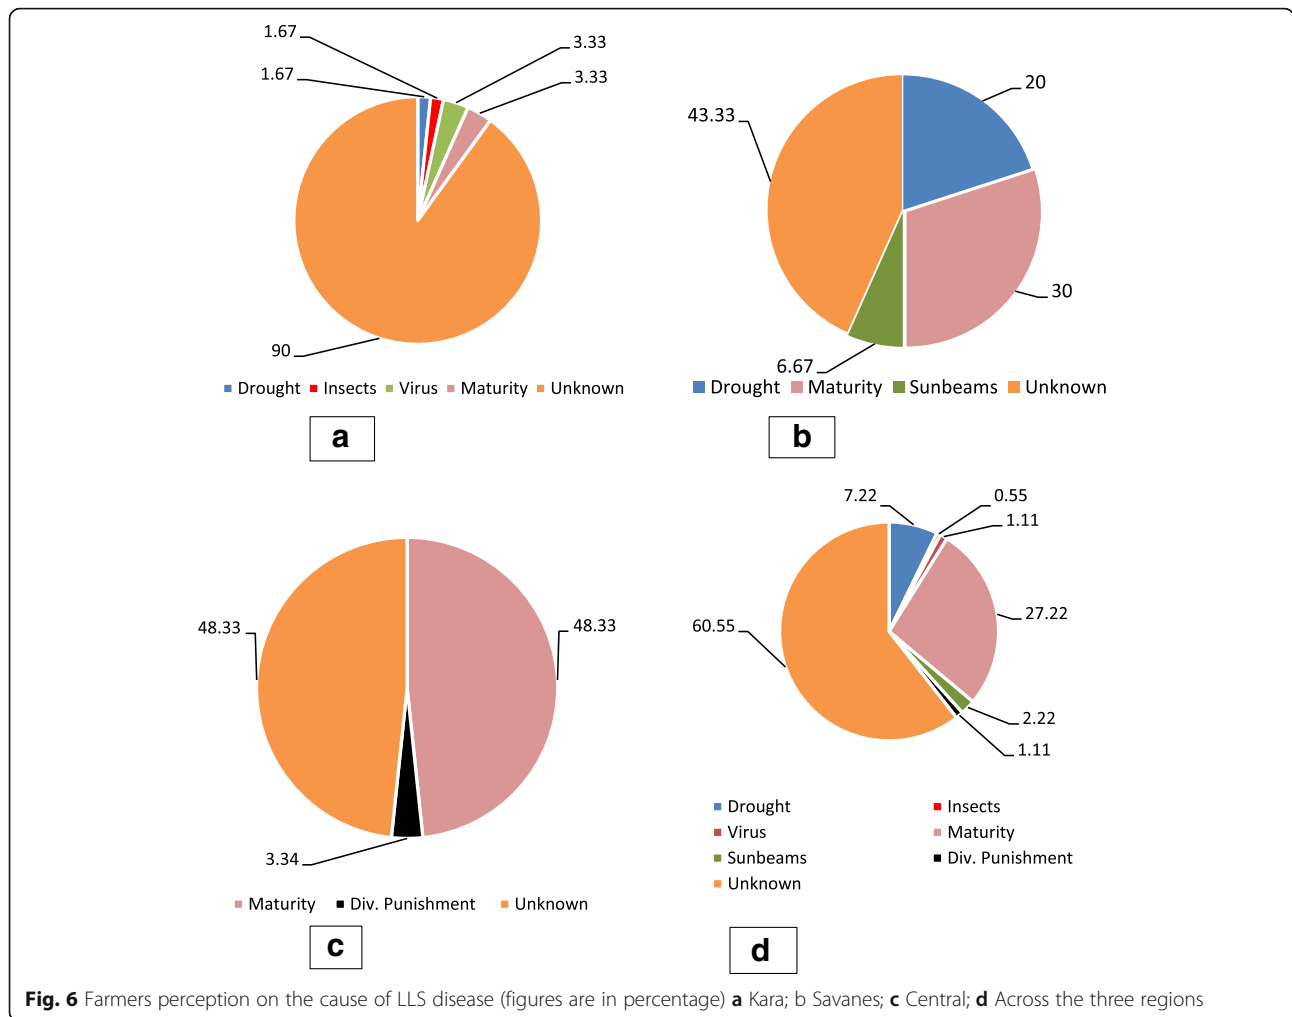 1.67
3.33
1.67
3.33
90
Drought Insects Virus Maturity Unknown
a
20
43.33
30
6.67
Drought Maturity Sunbeams Unknown
b
48.33
48.33
3.34
Maturity Div. Punishment Unknown
c
7.22
0.55
1.11
60.55
27.22
2.22
1.11
Drought Insects
Virus Maturity
Sunbeams Div. Punishment
Unknown
d
Fig. 6 Farmers perception on the cause of LLS disease (figures are in percentage) a Kara; b Savanes; c Central; d Across the three regions